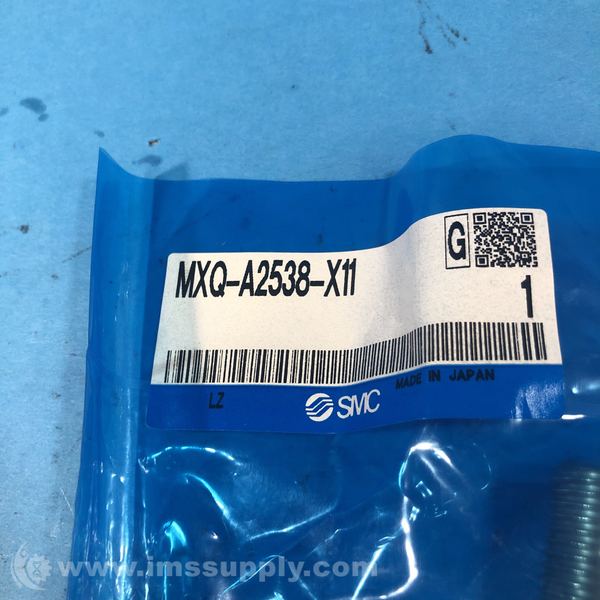 G
MXQ-A2538-X11
1
LZ
SMC
MADE IN JAPAN
www.imssupply.com